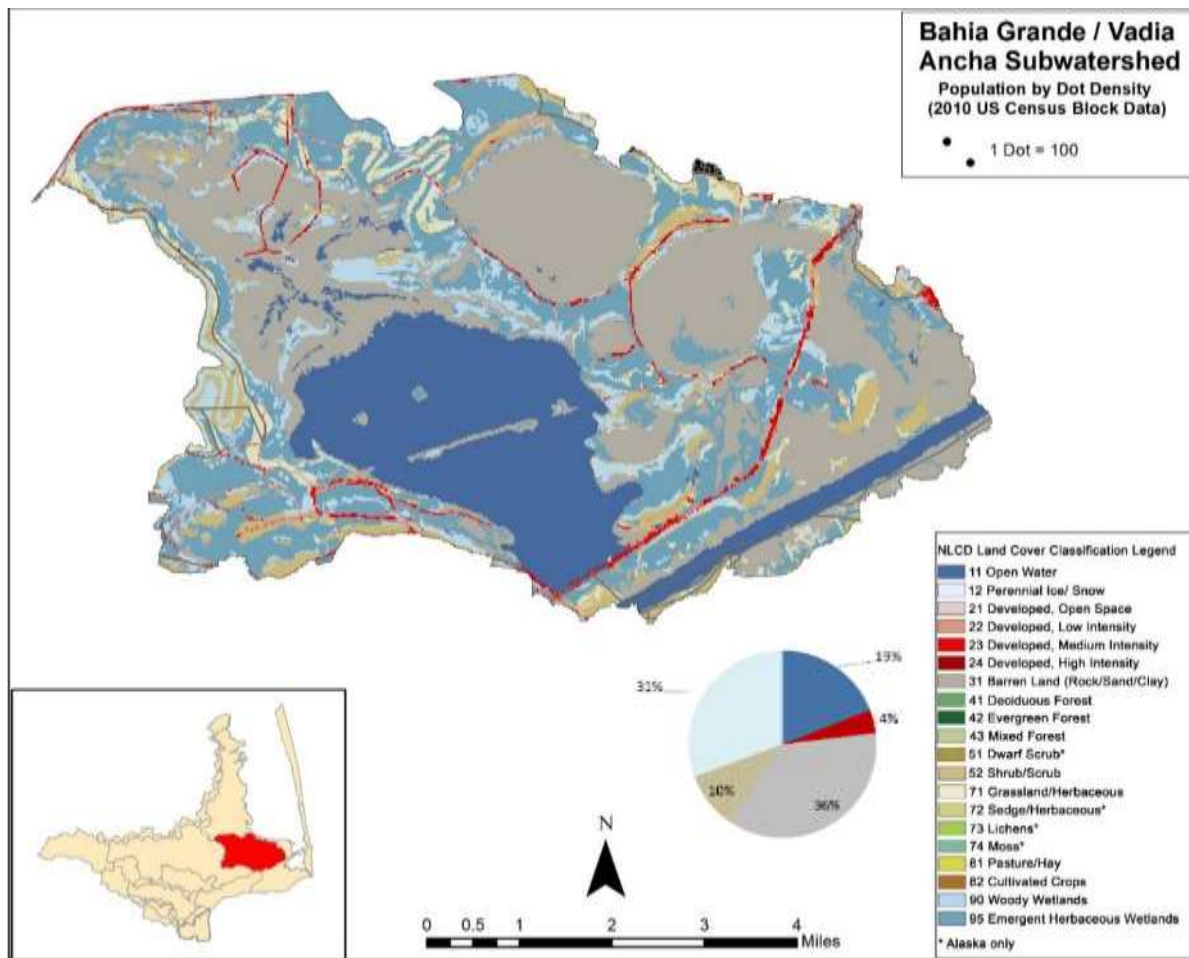 Bahia Grande / Vadia
Ancha Subwatershed
Population by Dot Density
(2010 US Census Block Data)
1 Dot = 100
NLCD Land Cover Classification Legend
11 Open Water
12 Perennial Ice/ Snow
21 Developed, Open Space
22 Developed, Low Intensity
23 Developed, Medium Intensity
24 Developed, High Intensity
31 Barren Land (Rock/Sand/Clay)
41 Deciduous Forest
42 Evergreen Forest
43 Mixed Forest
51 Dwarf Scrub*
52 Shrub/Scrub
71 Grassland/Herbaceous
72 Sedge/Herbaceous*
73 Lichens*
74 Moss*
81 Pasture/Hay
82 Cultivated Crops
90 Woody Wetlands
95 Emergent Herbaceous Wetlands
* Alaska only
31%
19%
4%
10%
36%
N
0 0.5 1 2 3 4
Miles